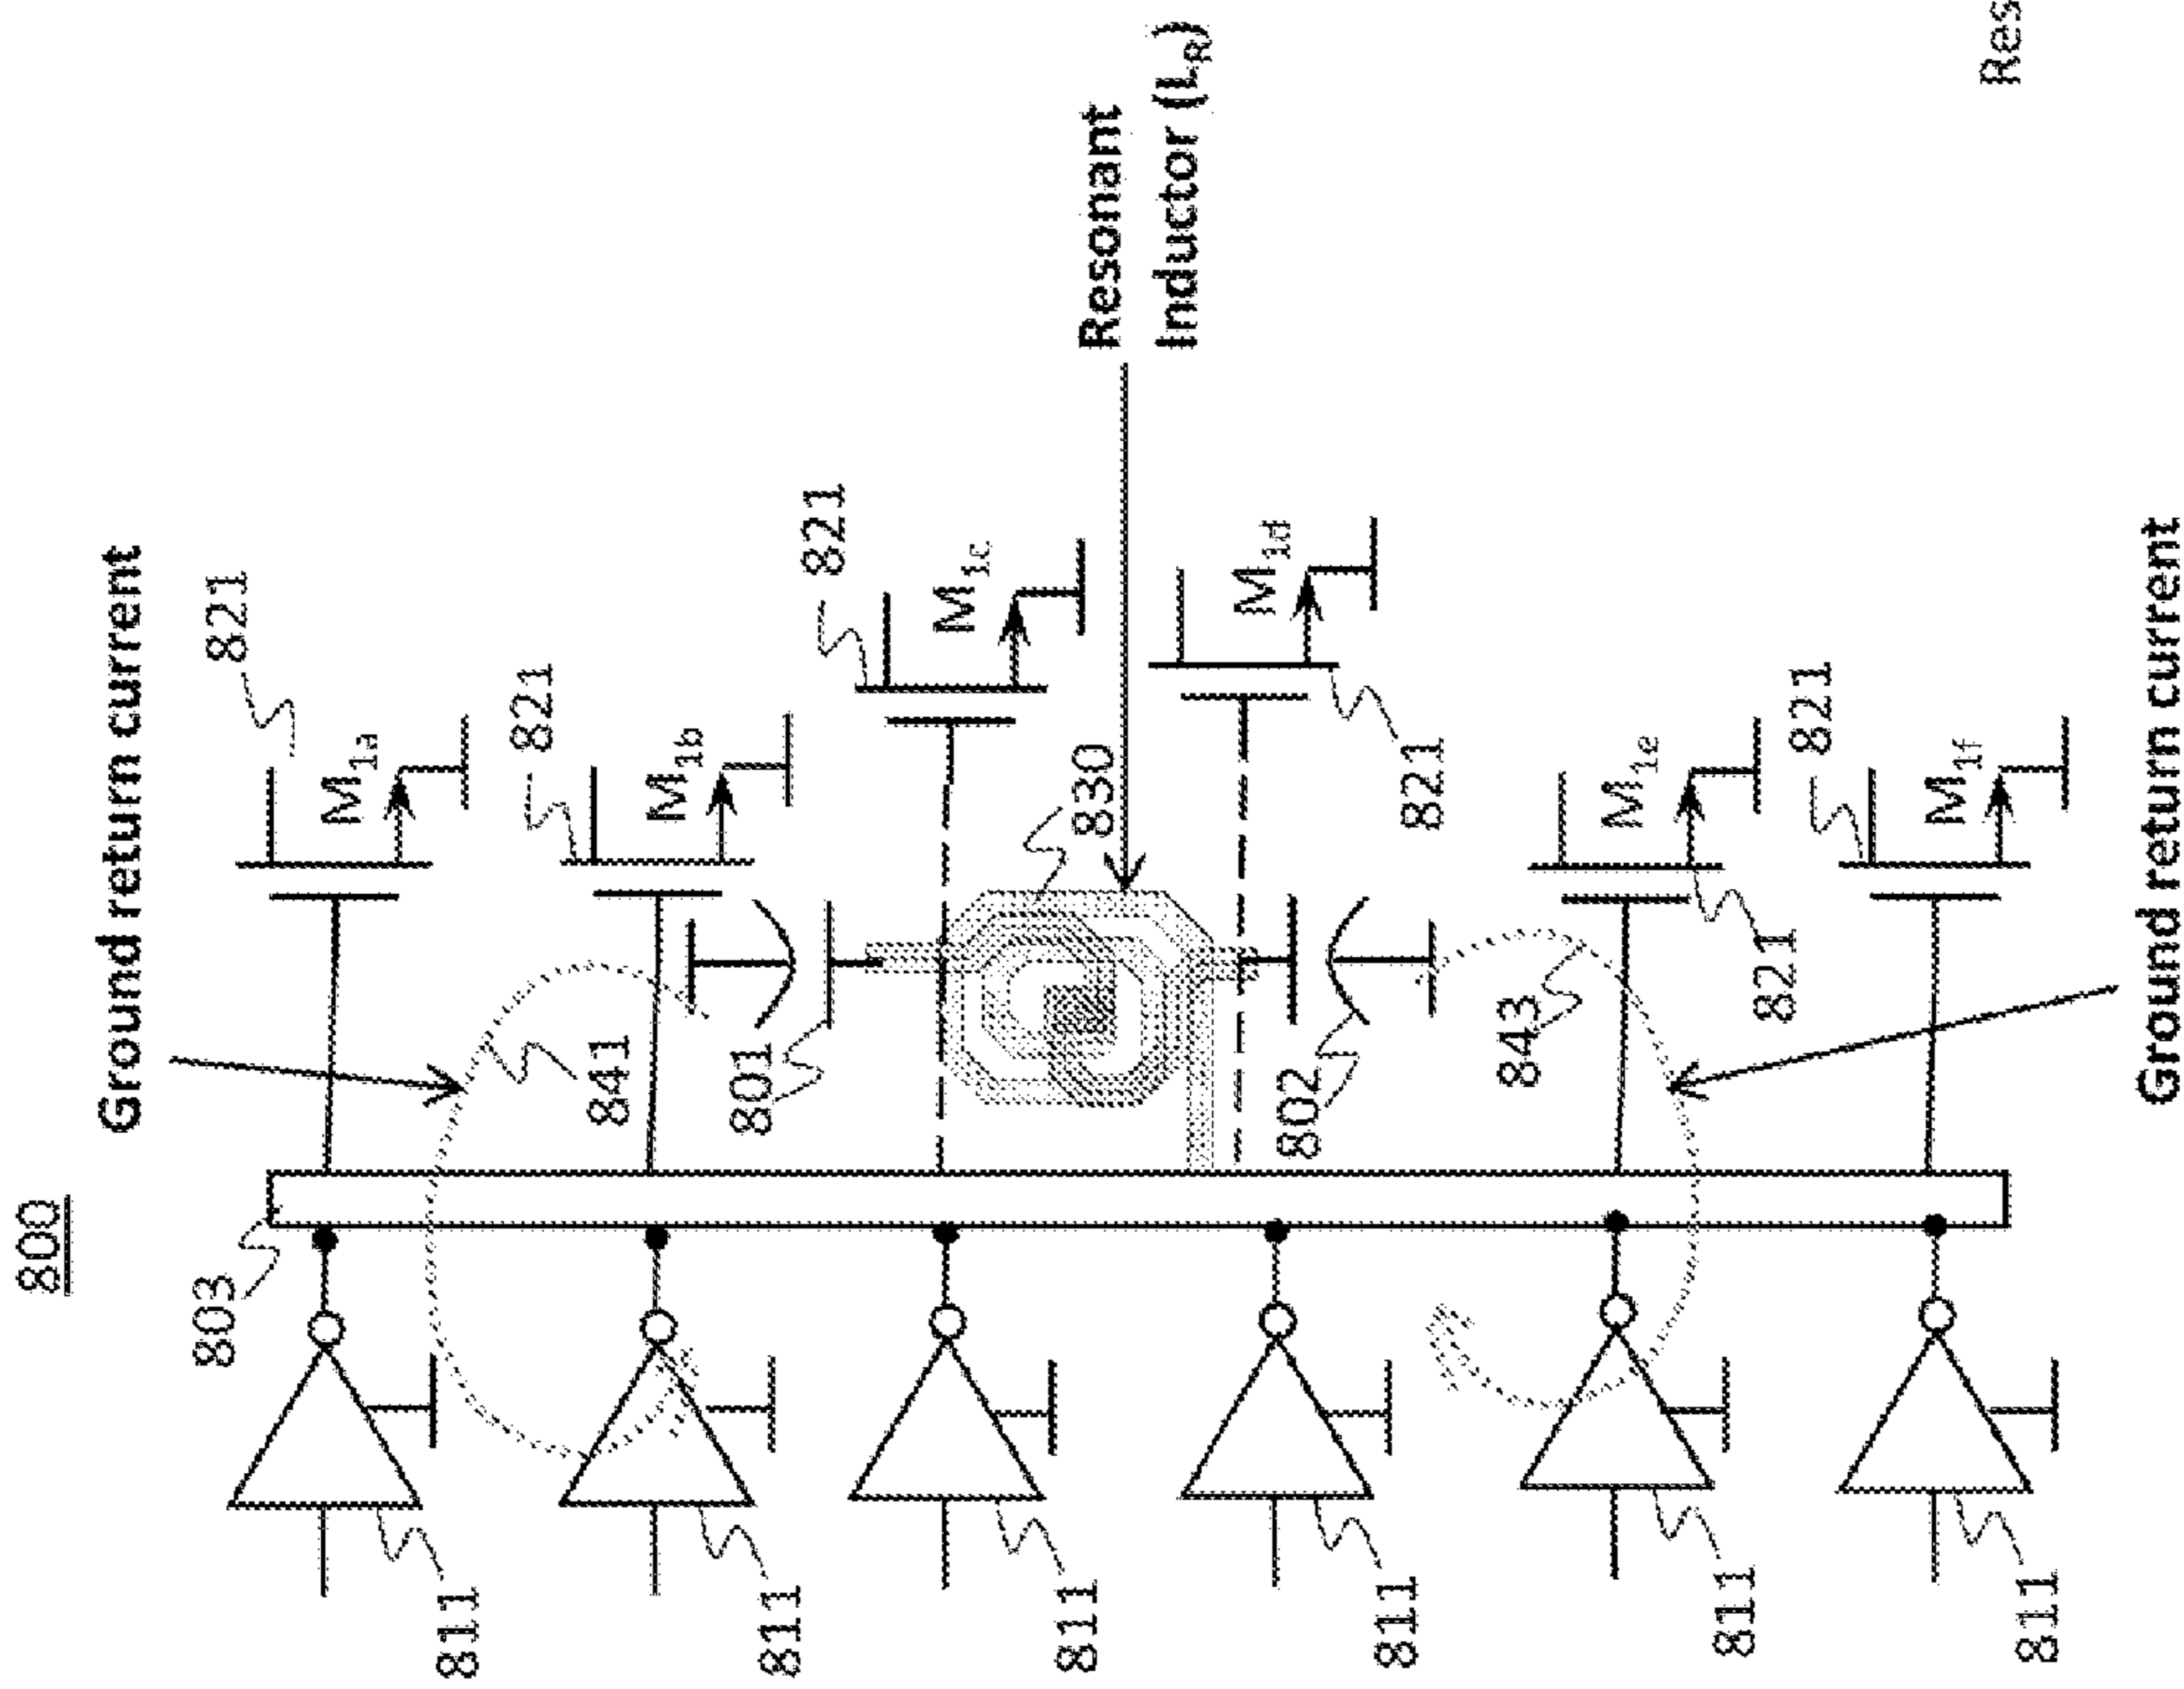 800
Ground return current
803
821
M1a
841
821
M1b
801
821
M1c
830
Resonant
Inductor (LR)
M1d
821
802
843
M1e
821
821
M1f
Ground return current
811
811
811
811
811
811
Res